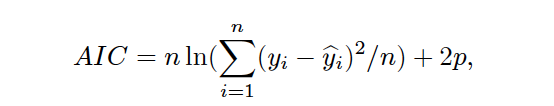 AIC = n ln(∑_{i=1}^{n}(y_i − ŷ_i)²/n) + 2p,